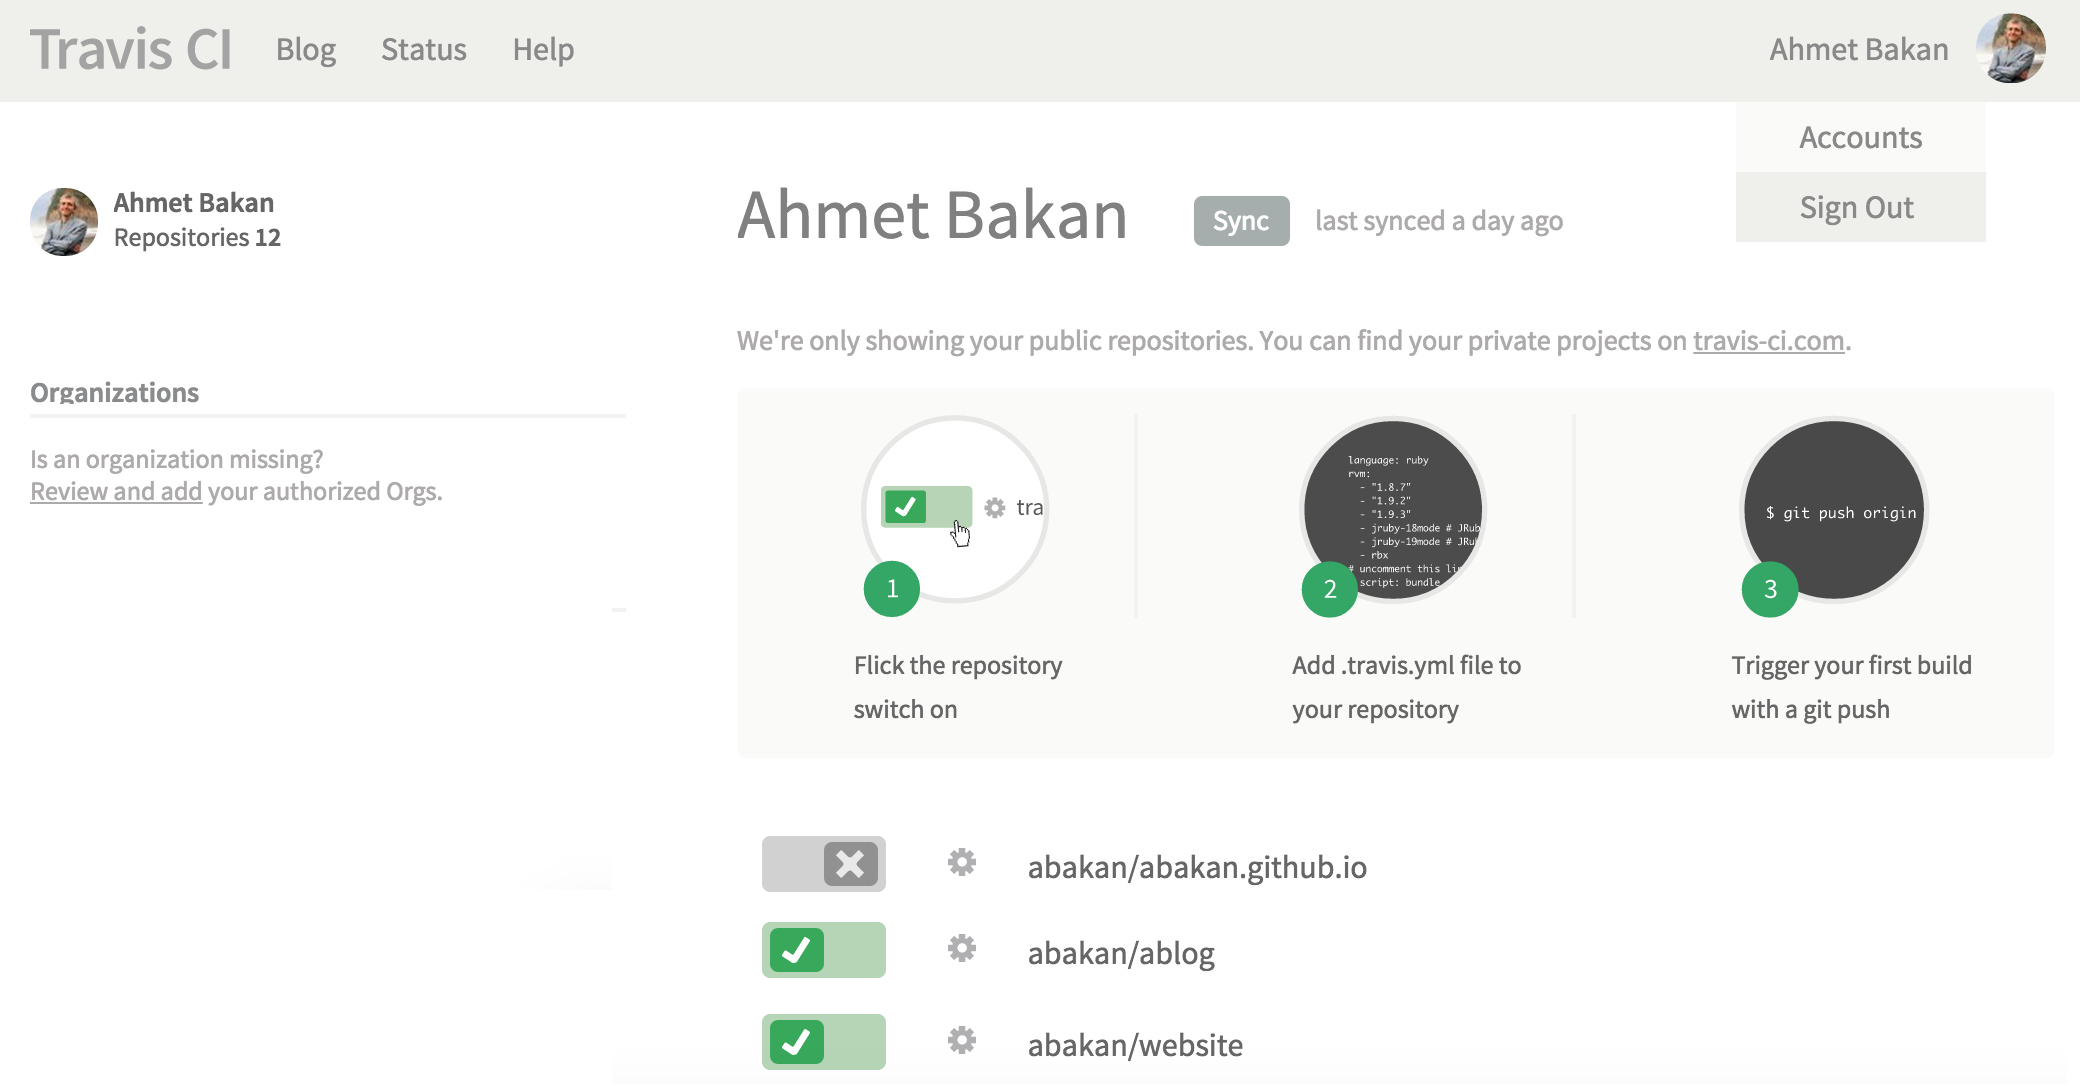 Travis CI Blog Status Help Ahmet Bakan
Accounts
Sign Out
Ahmet Bakan
Repositories 12
Organizations
Is an organization missing?
Review and add your authorized Orgs.
Ahmet Bakan Sync last synced a day ago
We're only showing your public repositories. You can find your private projects on travis-ci.com.
tra
1
Flick the repository
switch on
language: ruby
rvm:
- "1.8.7"
- "1.9.2"
- "1.9.3"
- jruby-18mode # JRub
- jruby-19mode # JRu
- rbx
# uncomment this li
script: bundle
2
Add .travis.yml file to
your repository
$ git push origin
3
Trigger your first build
with a git push
abakan/abakan.github.io
abakan/ablog
abakan/website